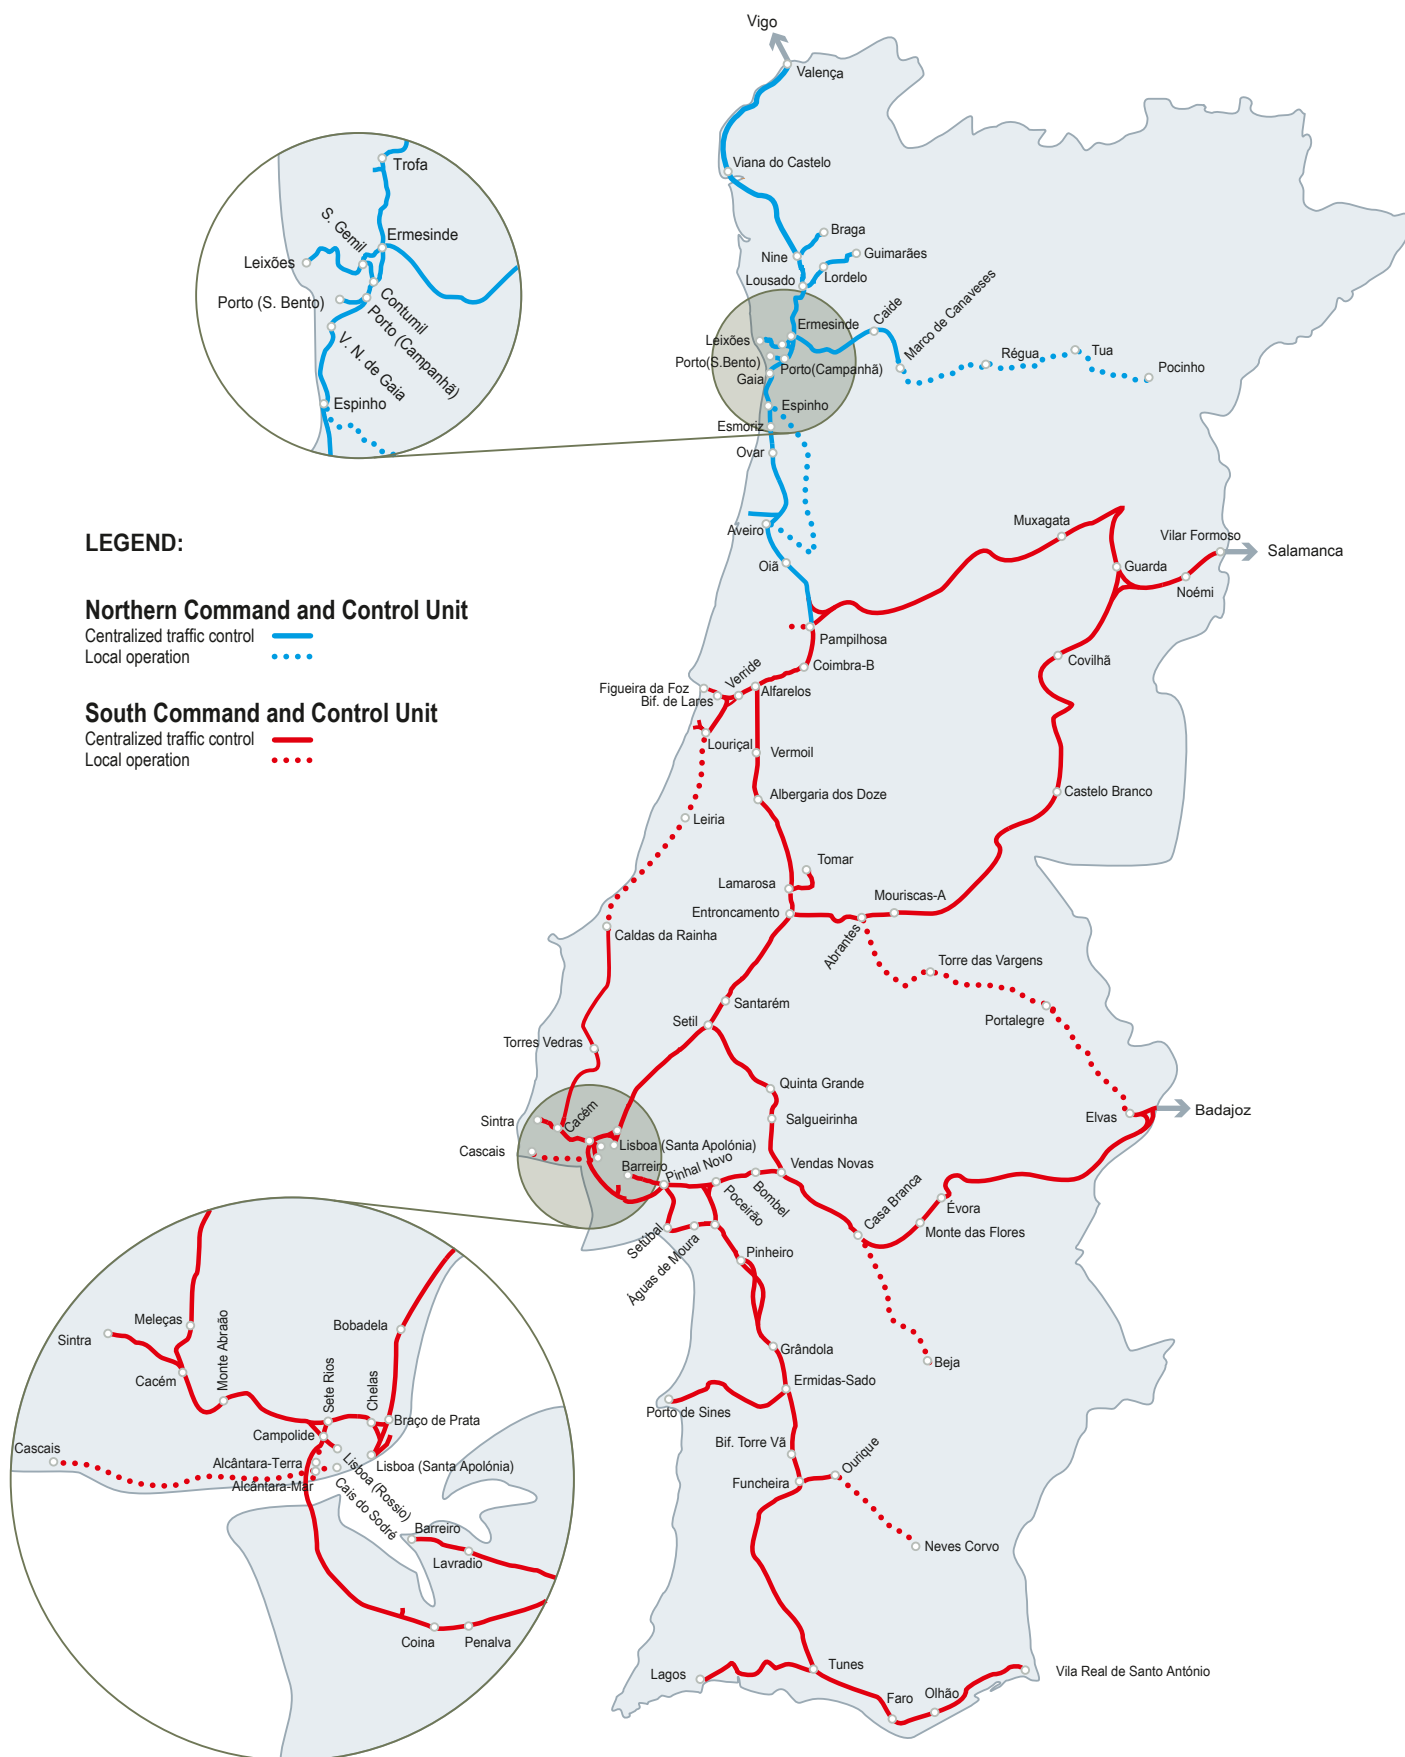 Vigo
Valença
Viana do Castelo
Braga
Nine
Guimarães
Lousado
Lordelo
Ermesinde
Caide
Marco de Canaveses
Leixões
Porto(S.Bento)
Porto(Campanhã)
Gaia
Régua
Tua
Pocinho
Espinho
Esmoriz
Ovar
Aveiro
Oiã
Trofa
S. Gemil
Ermesinde
Leixões
Contumil
Porto (S. Bento)
Porto (Campanhã)
V. N. de Gaia
Espinho
LEGEND:
Northern Command and Control Unit
Centralized traffic control
Local operation
South Command and Control Unit
Centralized traffic control
Local operation
Muxagata
Vilar Formoso
Salamanca
Guarda
Noémi
Pampilhosa
Coimbra-B
Covilhã
Verride
Figueira da Foz
Bif. de Lares
Alfarelos
Louriçal
Vermoil
Albergaria dos Doze
Castelo Branco
Leiria
Tomar
Lamarosa
Mouriscas-A
Entroncamento
Abrantes
Caldas da Rainha
Torre das Vargens
Portalegre
Santarém
Setil
Torres Vedras
Quinta Grande
Salgueirinha
Elvas
Badajoz
Sintra
Cacém
Cascais
Lisboa (Santa Apolónia)
Barreiro
Pinhal Novo
Vendas Novas
Bombel
Poceirão
Casa Branca
Évora
Monte das Flores
Setúbal
Águas de Moura
Pinheiro
Grândola
Beja
Ermidas-Sado
Porto de Sines
Bif. Torre Vã
Ourique
Funcheira
Neves Corvo
Tunes
Lagos
Faro
Olhão
Vila Real de Santo António
Meleças
Sintra
Cacém
Monte Abraão
Bobadela
Sete Rios
Chelas
Braço de Prata
Campolide
Cascais
Alcântara-Terra
Lisboa (Santa Apolónia)
Alcântara-Mar
Lisboa (Rossio)
Cais do Sodré
Barreiro
Lavradio
Coina
Penalva